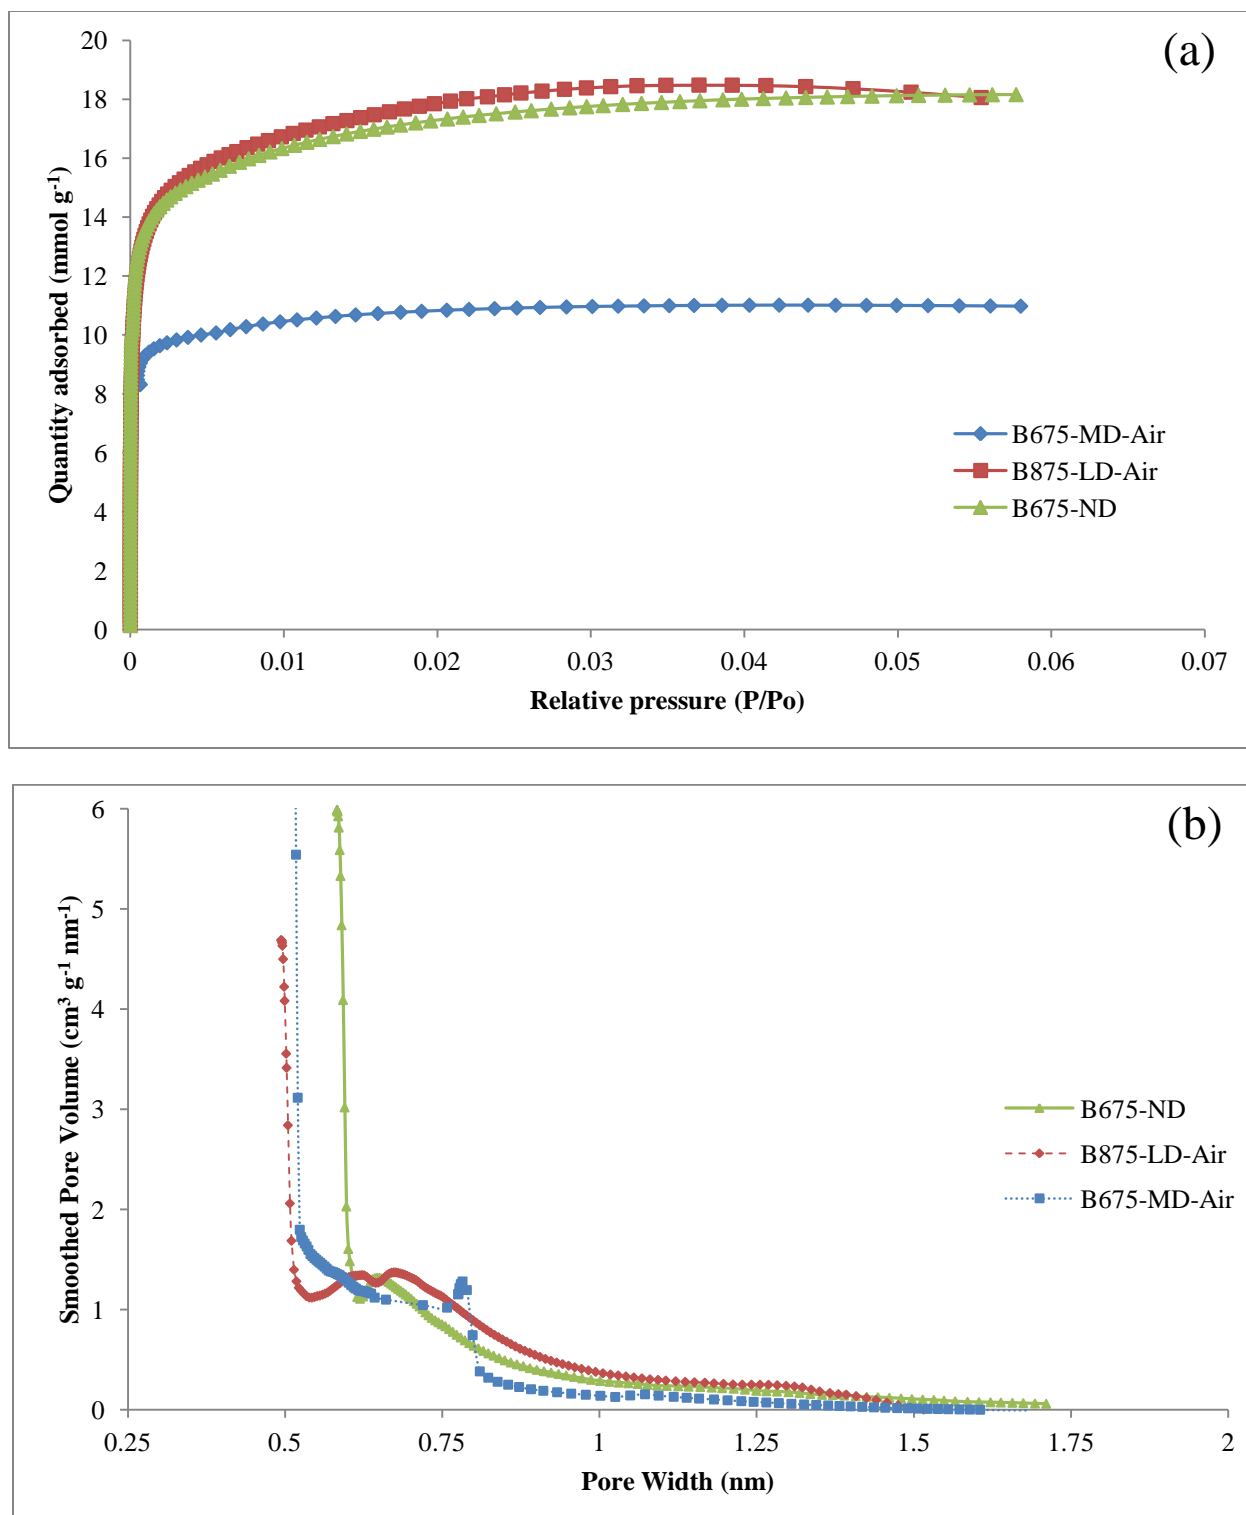 (a)
20
18
16
14
12
10
8
6
4
2
0
Quantity adsorbed (mmol g-1)
B675-MD-Air
B875-LD-Air
B675-ND
0 0.01 0.02 0.03 0.04 0.05 0.06 0.07
Relative pressure (P/Po)
(b)
6
5
4
3
2
1
0
Smoothed Pore Volume (cm3 g-1 nm-1)
B675-ND
B875-LD-Air
B675-MD-Air
0.25 0.5 0.75 1 1.25 1.5 1.75 2
Pore Width (nm)